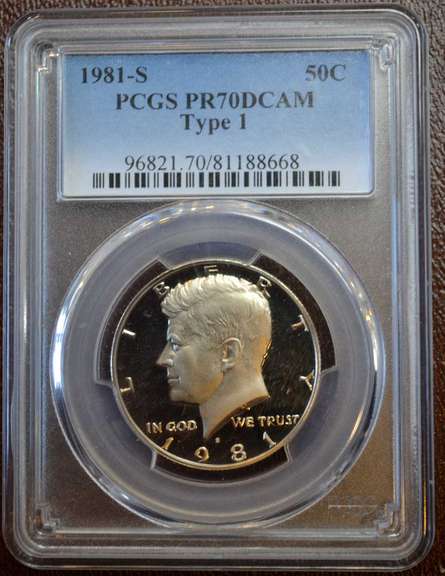 1981-S 50C
PCGS PR70DCAM
Type 1
96821.70/81188668
LIBERTY
IN GOD WE TRUST
1981